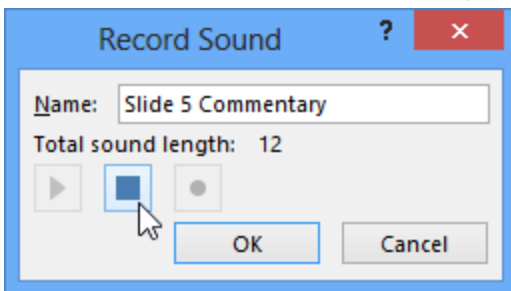 Record Sound ? ×
Name: Slide 5 Commentary
Total sound length: 12
OK Cancel